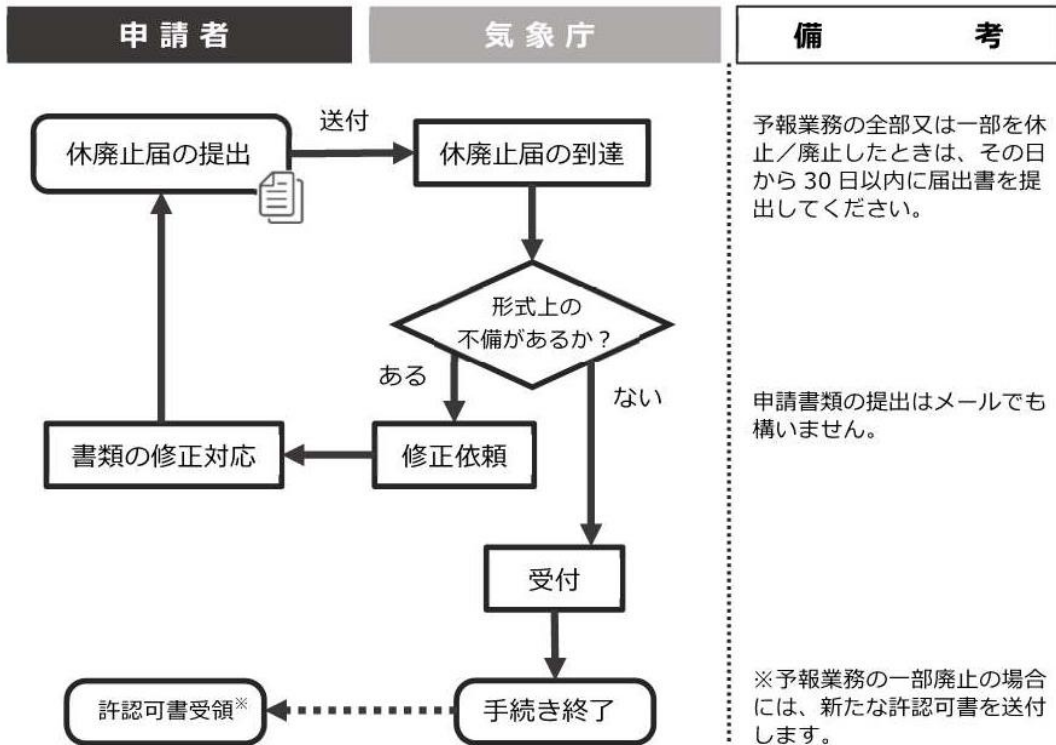 申請者
気象庁
備考
休廃止届の提出
送付
休廃止届の到達
予報業務の全部又は一部を休
止／廃止したときは、その日
から 30 日以内に届出書を提
出してください。
形式上の
不備があるか？
ある
ない
申請書類の提出はメールでも
構いません。
書類の修正対応
修正依頼
受付
許認可書受領※
手続き終了
※予報業務の一部廃止の場合
には、新たな許認可書を送付
します。